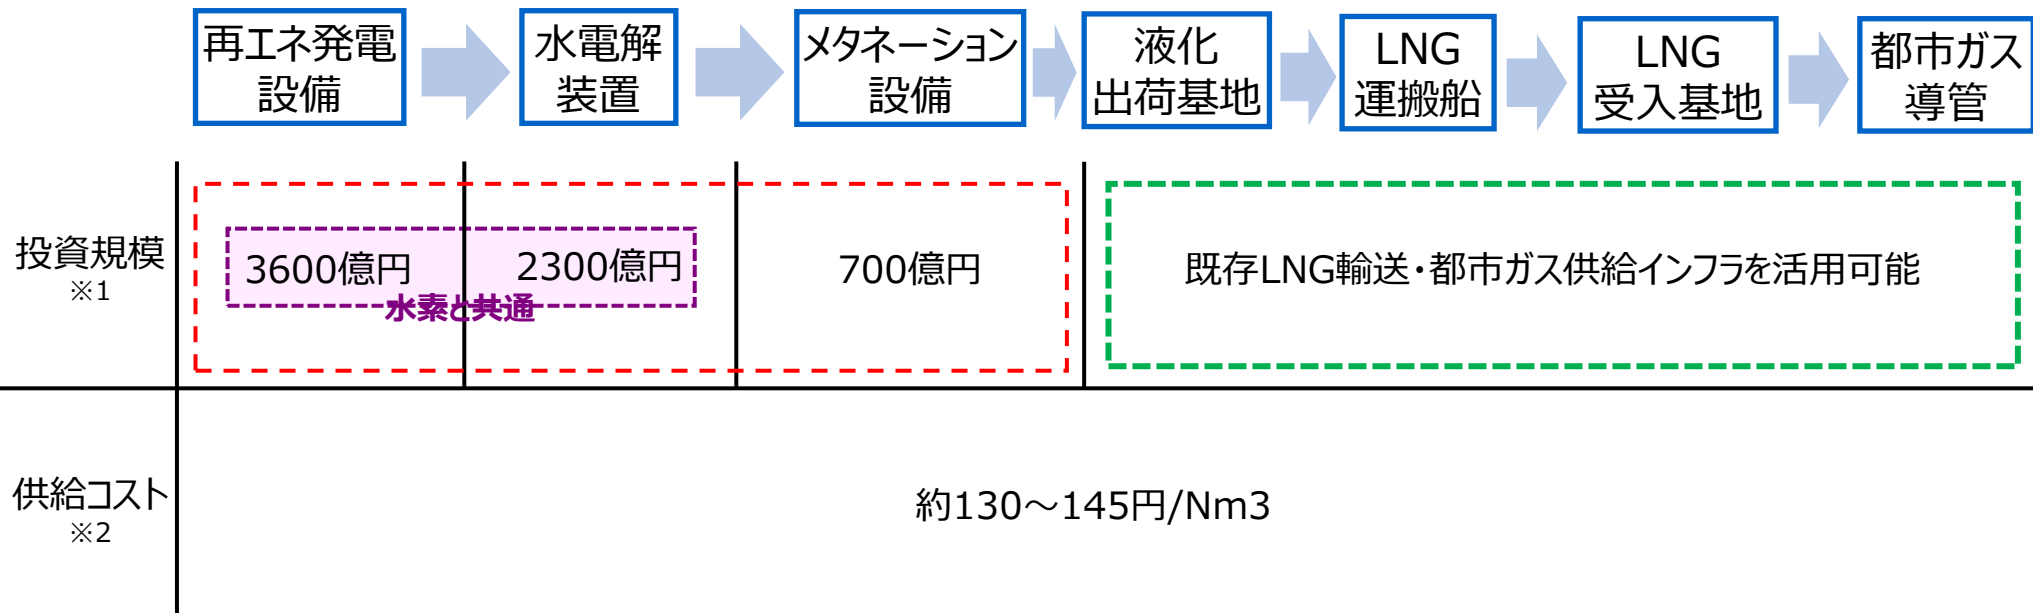 再エネ発電
設備
水電解
装置
メタネーション
設備
液化
出荷基地
LNG
運搬船
LNG
受入基地
都市ガス
導管
投資規模
※1
3600億円
2300億円
水素と共通
700億円
既存LNG輸送・都市ガス供給インフラを活用可能
供給コスト
※2
約130～145円/Nm3